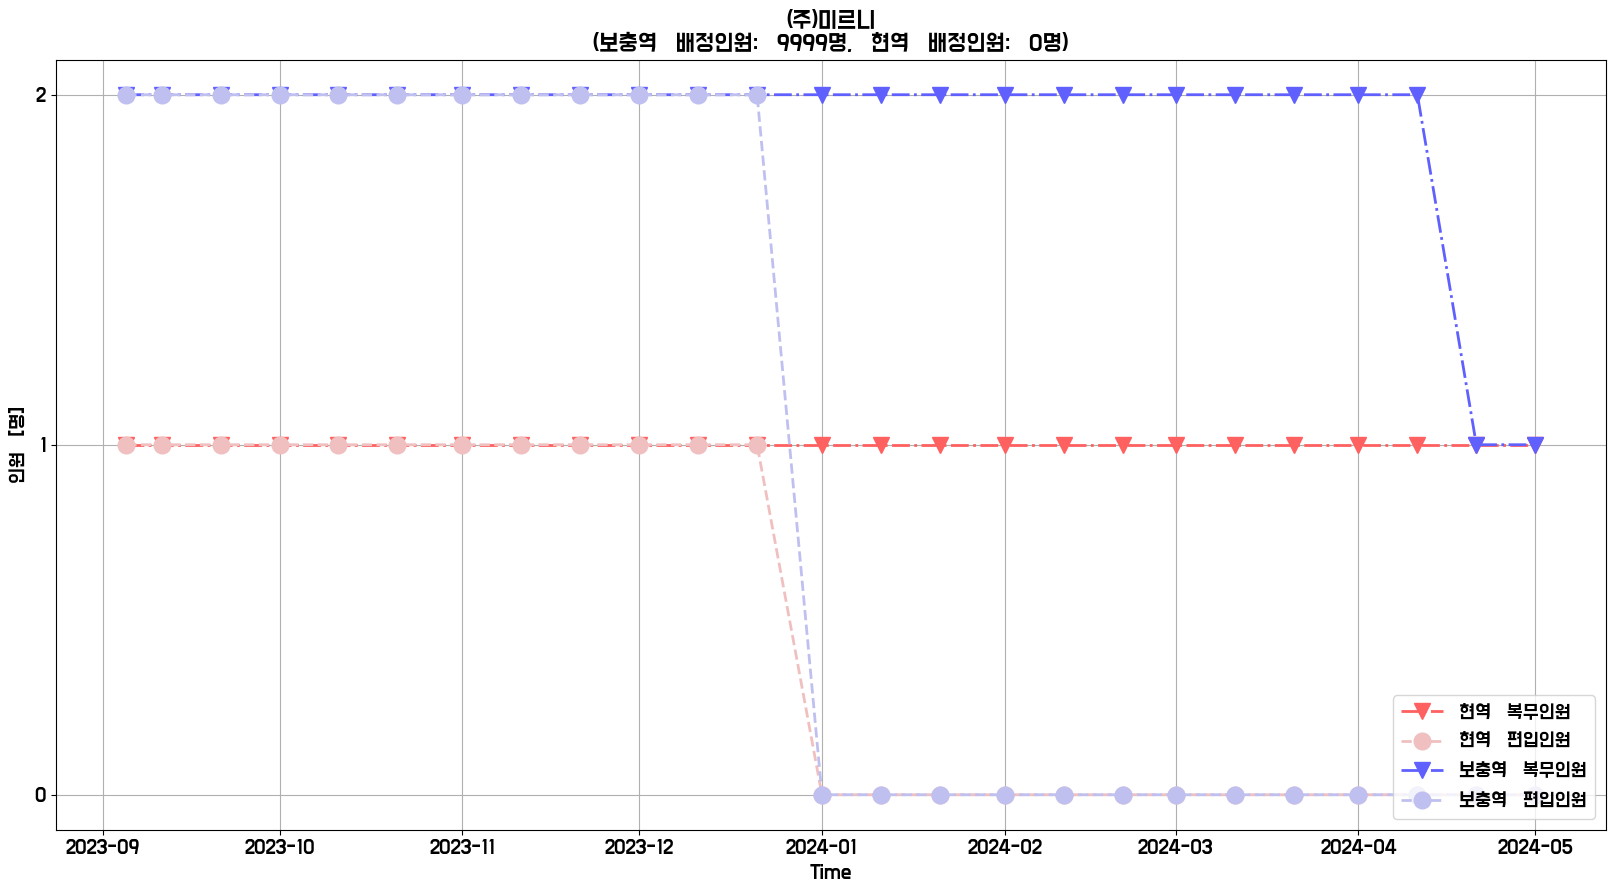 (주)미르니
(보충역 배정인원: 9999명, 현역 배정인원: 0명)
인원 [명]
2
1
0
2023-09 2023-10 2023-11 2023-12 2024-01 2024-02 2024-03 2024-04 2024-05
Time
현역 복무인원
현역 편입인원
보충역 복무인원
보충역 편입인원